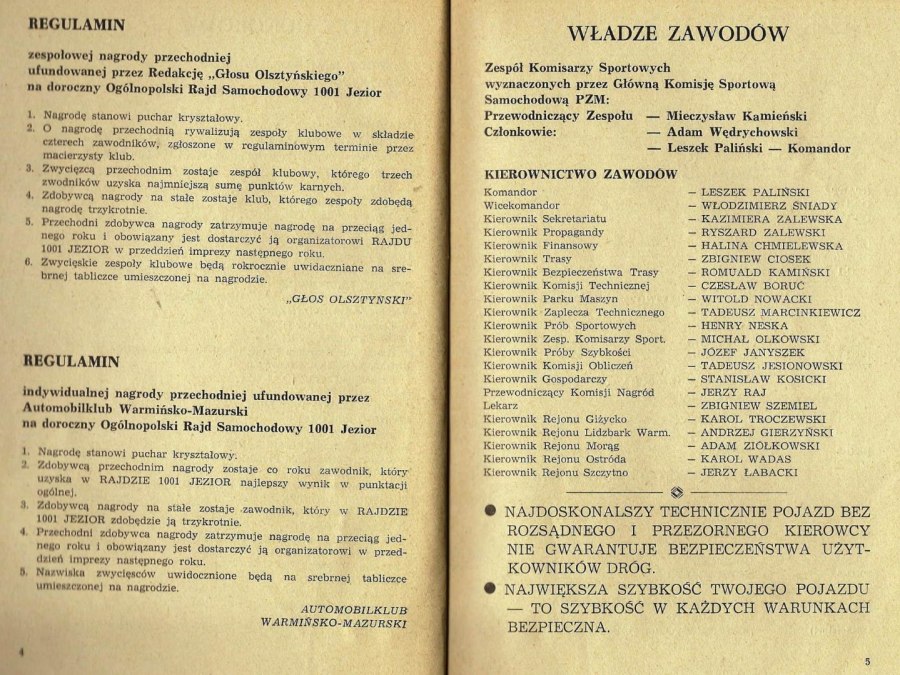 REGULAMIN
zespołowej nagrody przechodniej
ufundowanej przez Redakcję „Głosu Olsztyńskiego”
na doroczny Ogólnopolski Rajd Samochodowy 1001 Jezior
1. Nagrodę stanowi puchar kryształowy.
2. O nagrodę przechodnią rywalizują zespoły klubowe w składzie
czterech zawodników, zgłoszone w regulaminowym terminie przez
macierzysty klub.
3. Zwycięzcą przechodnim zostaje zespół klubowy, którego trzech
zwodników uzyska najmniejszą sumę punktów karnych.
4. Zdobywcą nagrody na stałe zostaje klub, którego zespoły zdobędą
nagrodę trzykrotnie.
5. Przechodni zdobywca nagrody zatrzymuje nagrodę na przeciąg jed-
nego roku i obowiązany jest dostarczyć ją organizatorowi RAJDU
1001 JEZIOR w przeddzień imprezy następnego roku.
6. Zwycięskie zespoły klubowe będą rokrocznie uwidaczniane na sre-
brnej tabliczce umieszczonej na nagrodzie.
„GŁOS OLSZTYŃSKI”
REGULAMIN
indywidualnej nagrody przechodniej ufundowanej przez
Automobilklub Warmińsko-Mazurski
na doroczny Ogólnopolski Rajd Samochodowy 1001 Jezior
1. Nagrodę stanowi puchar kryształowy.
2. Zdobywcą przechodnim nagrody zostaje co roku zawodnik, który
uzyska w RAJDZIE 1001 JEZIOR najlepszy wynik w punktacji
ogólnej.
3. Zdobywcą nagrody na stałe zostaje zawodnik, który w RAJDZIE
1001 JEZIOR zdobędzie ją trzykrotnie.
4. Przechodni zdobywca nagrody zatrzymuje nagrodę na przeciąg jed-
nego roku i obowiązany jest dostarczyć ją organizatorowi w przed-
dzień imprezy następnego roku.
5. Nazwiska zwycięsców uwidocznione będą na srebrnej tabliczce
umieszczonej na nagrodzie.
AUTOMOBILKLUB
WARMIŃSKO-MAZURSKI
4
WŁADZE ZAWODÓW
Zespół Komisarzy Sportowych
wyznaczonych przez Główną Komisję Sportową
Samochodową PZM:
Przewodniczący Zespołu — Mieczysław Kamieński
Członkowie: — Adam Wędrychowski
— Leszek Paliński — Komandor
KIEROWNICTWO ZAWODÓW
Komandor — LESZEK PALIŃSKI
Wicekomandor — WŁODZIMIERZ ŚNIADY
Kierownik Sekretariatu — KAZIMIERA ZALEWSKA
Kierownik Propagandy — RYSZARD ZALEWSKI
Kierownik Finansowy — HALINA CHMIELEWSKA
Kierownik Trasy — ZBIGNIEW CIOSEK
Kierownik Bezpieczeństwa Trasy — ROMUALD KAMIŃSKI
Kierownik Komisji Technicznej — CZESŁAW BORUĆ
Kierownik Parku Maszyn — WITOLD NOWACKI
Kierownik Zaplecza Technicznego — TADEUSZ MARCINKIEWICZ
Kierownik Prób Sportowych — HENRY NESKA
Kierownik Zesp. Komisarzy Sport. — MICHAŁ OLKOWSKI
Kierownik Próby Szybkości — JÓZEF JANYSZEK
Kierownik Komisji Obliczeń — TADEUSZ JESIONOWSKI
Kierownik Gospodarczy — STANISŁAW KOSICKI
Przewodniczący Komisji Nagród — JERZY RAJ
Lekarz — ZBIGNIEW SZEMIEL
Kierownik Rejonu Giżycko — KAROL TROCZEWSKI
Kierownik Rejonu Lidzbark Warm. — ANDRZEJ GIERZYŃSKI
Kierownik Rejonu Morąg — ADAM ZIÓŁKOWSKI
Kierownik Rejonu Ostróda — KAROL WADAS
Kierownik Rejonu Szczytno — JERZY ŁABACKI
● NAJDOSKONALSZY TECHNICZNIE POJAZD BEZ
ROZSĄDNEGO I PRZEZORNEGO KIEROWCY
NIE GWARANTUJE BEZPIECZEŃSTWA UŻYT-
KOWNIKÓW DRÓG.
● NAJWIĘKSZA SZYBKOŚĆ TWOJEGO POJAZDU
— TO SZYBKOŚĆ W KAŻDYCH WARUNKACH
BEZPIECZNA.
5